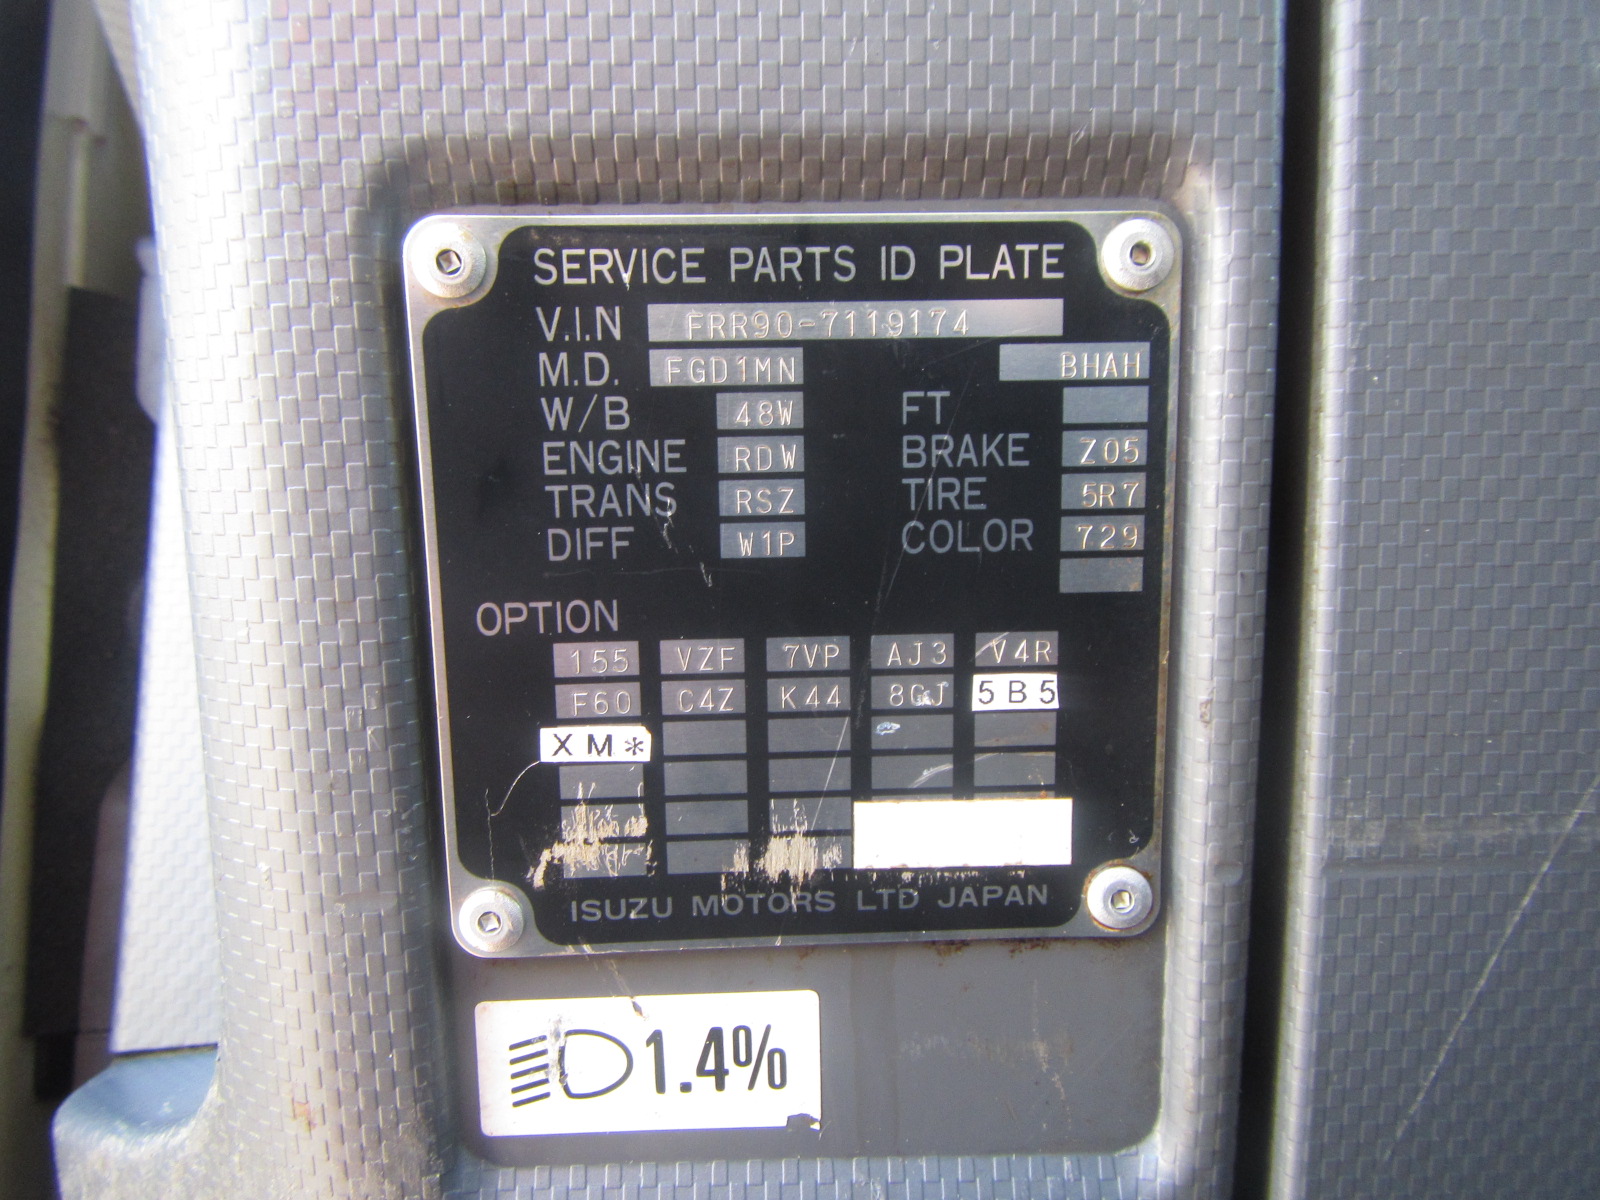 SERVICE PARTS ID PLATE
V.I.N FRR90-7119174
M.D. FGD1MN BHAH
W/B 48W FT
ENGINE RDW BRAKE Z05
TRANS RSZ TIRE 5R7
DIFF W1P COLOR 729
OPTION
155 VZF 7VP AJ3 V4R
F60 C4Z K44 8GJ 5B5
XM*
ISUZU MOTORS LTD JAPAN
1.4%